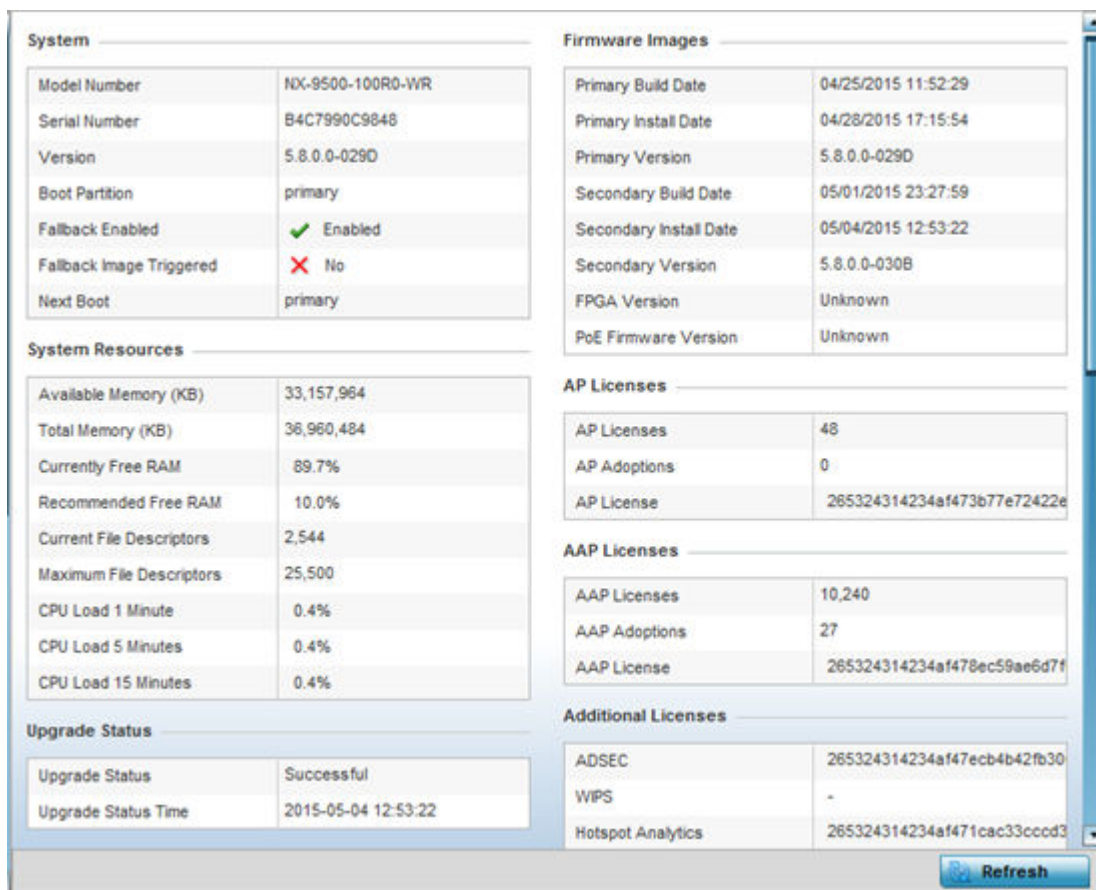 System
Model Number NX-9500-100R0-WR
Serial Number B4C7990C9848
Version 5.8.0.0-029D
Boot Partition primary
Fallback Enabled Enabled
Fallback Image Triggered No
Next Boot primary
System Resources
Available Memory (KB) 33,157,964
Total Memory (KB) 36,960,484
Currently Free RAM 89.7%
Recommended Free RAM 10.0%
Current File Descriptors 2,544
Maximum File Descriptors 25,500
CPU Load 1 Minute 0.4%
CPU Load 5 Minutes 0.4%
CPU Load 15 Minutes 0.4%
Upgrade Status
Upgrade Status Successful
Upgrade Status Time 2015-05-04 12:53:22
Firmware Images
Primary Build Date 04/25/2015 11:52:29
Primary Install Date 04/28/2015 17:15:54
Primary Version 5.8.0.0-029D
Secondary Build Date 05/01/2015 23:27:59
Secondary Install Date 05/04/2015 12:53:22
Secondary Version 5.8.0.0-030B
FPGA Version Unknown
PoE Firmware Version Unknown
AP Licenses
AP Licenses 48
AP Adoptions 0
AP License 265324314234af473b77e72422e
AAP Licenses
AAP Licenses 10,240
AAP Adoptions 27
AAP License 265324314234af478ec59ae6d7f
Additional Licenses
ADSEC 265324314234af47ecb4b42fb30
WIPS -
Hotspot Analytics 265324314234af471cac33cccd3
Refresh